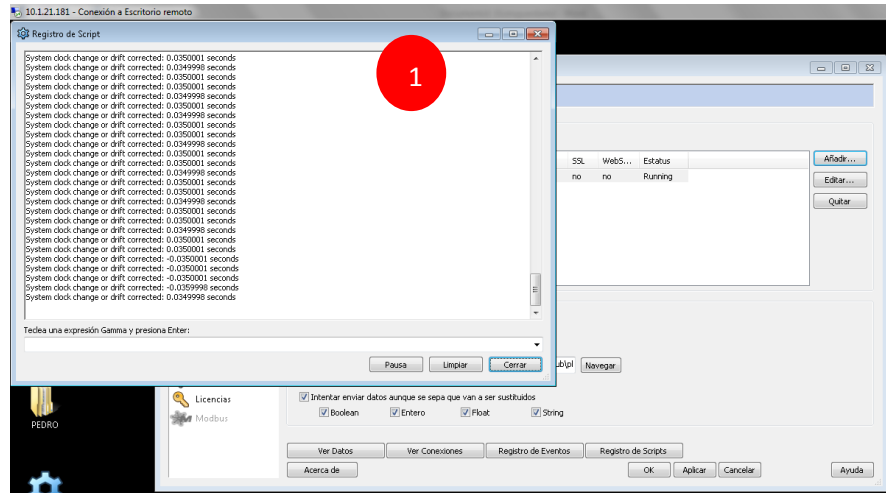 10.1.21.181 - Conexión a Escritorio remoto
Registro de Script
1
System clock change or drift corrected: 0.0350001 seconds
System clock change or drift corrected: 0.0349998 seconds
System clock change or drift corrected: 0.0350001 seconds
System clock change or drift corrected: 0.0350001 seconds
System clock change or drift corrected: 0.0349998 seconds
System clock change or drift corrected: 0.0350001 seconds
System clock change or drift corrected: 0.0349998 seconds
System clock change or drift corrected: 0.0350001 seconds
System clock change or drift corrected: 0.0350001 seconds
System clock change or drift corrected: 0.0349998 seconds
System clock change or drift corrected: 0.0350001 seconds
System clock change or drift corrected: 0.0350001 seconds
System clock change or drift corrected: 0.0349998 seconds
System clock change or drift corrected: 0.0350001 seconds
System clock change or drift corrected: 0.0350001 seconds
System clock change or drift corrected: 0.0349998 seconds
System clock change or drift corrected: 0.0350001 seconds
System clock change or drift corrected: 0.0349998 seconds
System clock change or drift corrected: 0.0350001 seconds
System clock change or drift corrected: 0.0350001 seconds
System clock change or drift corrected: -0.0350001 seconds
System clock change or drift corrected: -0.0350001 seconds
System clock change or drift corrected: -0.0350001 seconds
System clock change or drift corrected: -0.0359998 seconds
System clock change or drift corrected: 0.0349998 seconds
Teclea una expresión Gamma y presiona Enter:
Pausa Limpiar Cerrar
SSL WebS... Estatus
no no Running
Añadir...
Editar...
Quitar
ub\pl Navegar
Licencias
Modbus
Intentar enviar datos aunque se sepa que van a ser sustituidos
Boolean Entero Float String
Ver Datos Ver Conexiones Registro de Eventos Registro de Scripts
Acerca de OK Aplicar Cancelar Ayuda
PEDRO